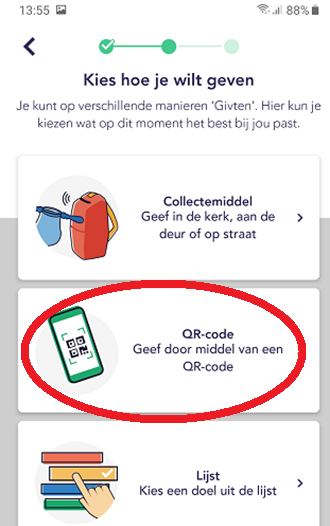 13:55 88%
Kies hoe je wilt geven
Je kunt op verschillende manieren 'Givten'. Hier kun je
kiezen wat op dit moment het best bij jou past.
Collectemiddel
Geef in de kerk, aan de
deur of op straat
QR-code
Geef door middel van een
QR-code
Lijst
Kies een doel uit de lijst